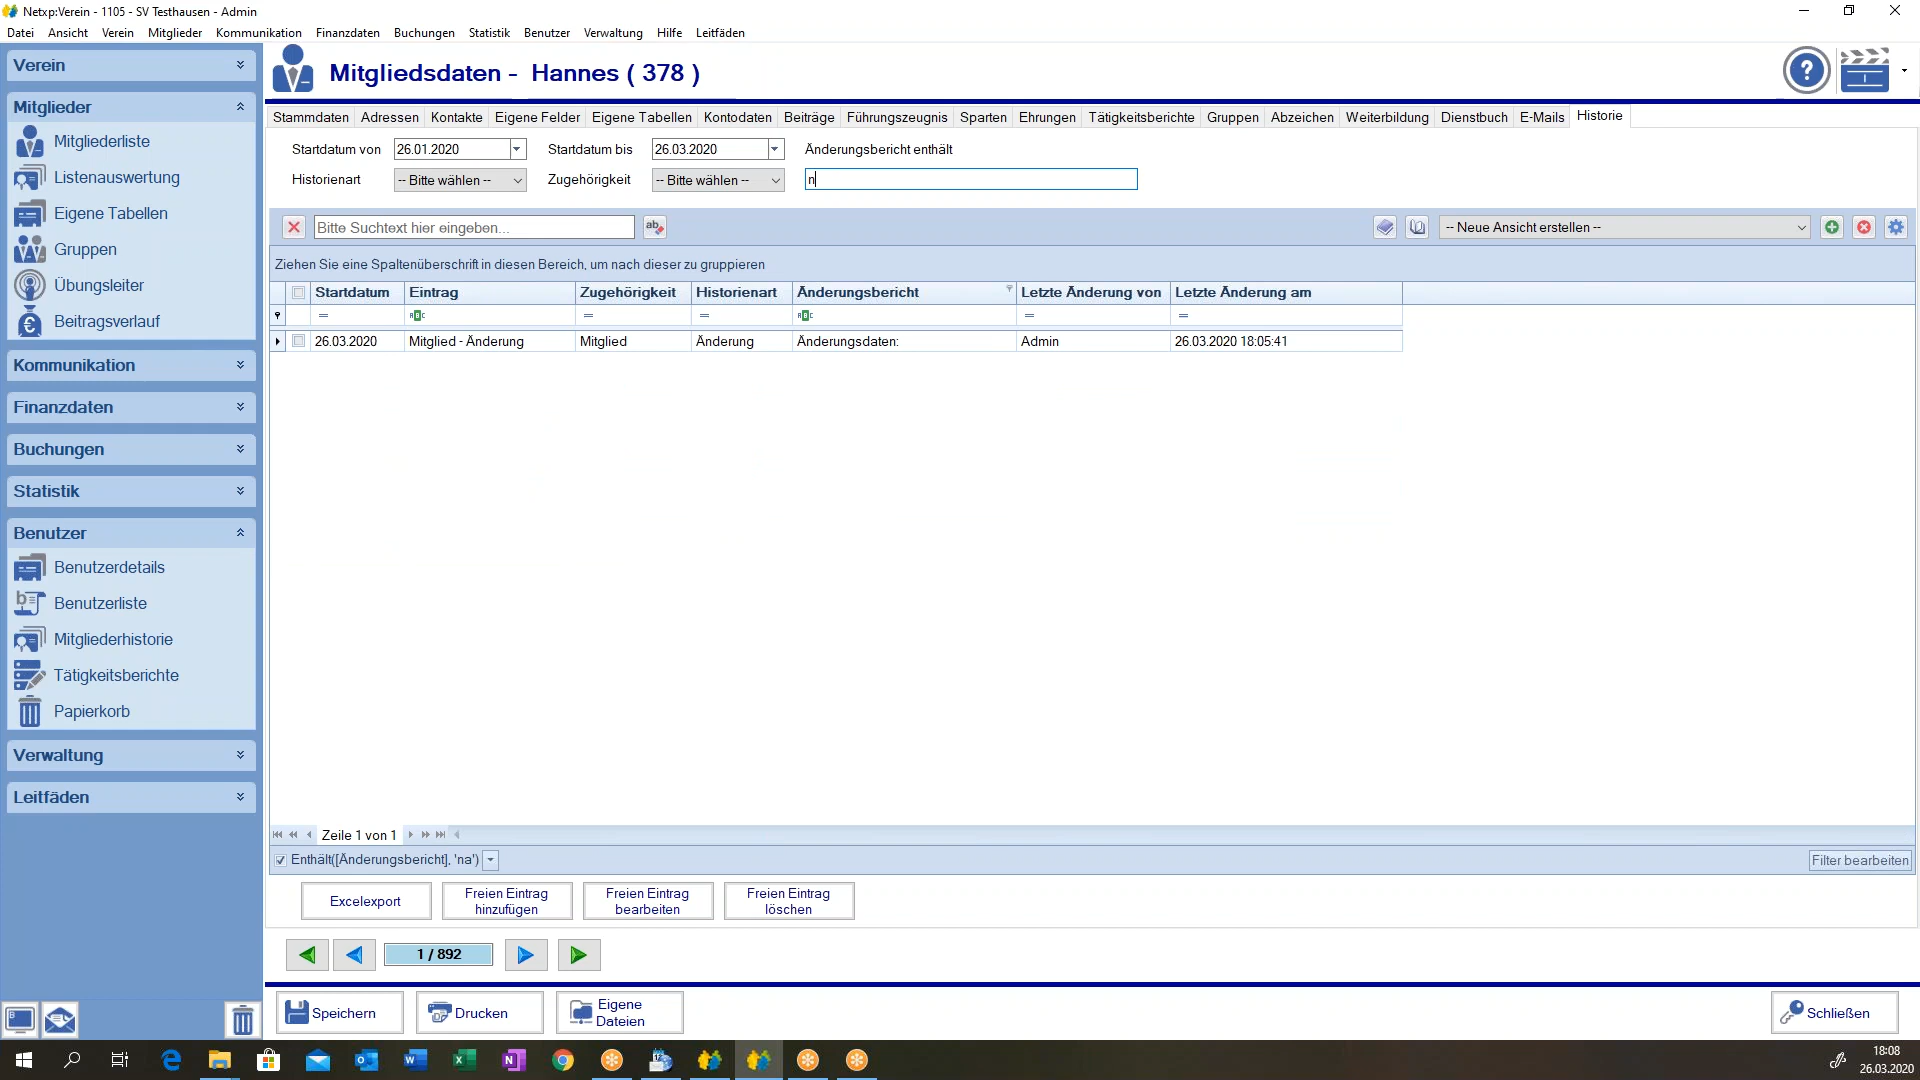 Netxp:Verein - 1105 - SV Testhausen - Admin
Datei Ansicht Verein Mitglieder Kommunikation Finanzdaten Buchungen Statistik Benutzer Verwaltung Hilfe Leitfäden
Verein
Mitglieder
Mitgliederliste
Listenauswertung
Eigene Tabellen
Gruppen
Übungsleiter
Beitragsverlauf
Kommunikation
Finanzdaten
Buchungen
Statistik
Benutzer
Benutzerdetails
Benutzerliste
Mitgliederhistorie
Tätigkeitsberichte
Papierkorb
Verwaltung
Leitfäden
Mitgliedsdaten - Hannes ( 378 )
Stammdaten Adressen Kontakte Eigene Felder Eigene Tabellen Kontodaten Beiträge Führungszeugnis Sparten Ehrungen Tätigkeitsberichte Gruppen Abzeichen Weiterbildung Dienstbuch E-Mails Historie
Startdatum von 26.01.2020 Startdatum bis 26.03.2020 Änderungsbericht enthält
Historienart -- Bitte wählen -- Zugehörigkeit -- Bitte wählen -- n
Bitte Suchtext hier eingeben... -- Neue Ansicht erstellen --
Ziehen Sie eine Spaltenüberschrift in diesen Bereich, um nach dieser zu gruppieren
Startdatum Eintrag Zugehörigkeit Historienart Änderungsbericht Letzte Änderung von Letzte Änderung am
26.03.2020 Mitglied - Änderung Mitglied Änderung Änderungsdaten: Admin 26.03.2020 18:05:41
Zeile 1 von 1
Enthält([Änderungsbericht], 'na') Filter bearbeiten
Excelexport
Freien Eintrag
hinzufügen
Freien Eintrag
bearbeiten
Freien Eintrag
löschen
1 / 892
Speichern
Drucken
Eigene
Dateien
Schließen
18:08
26.03.2020